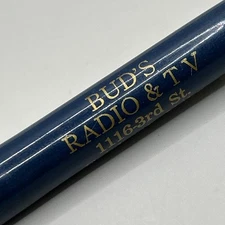 BUD'S
RADIO & TV
1116-3rd St.